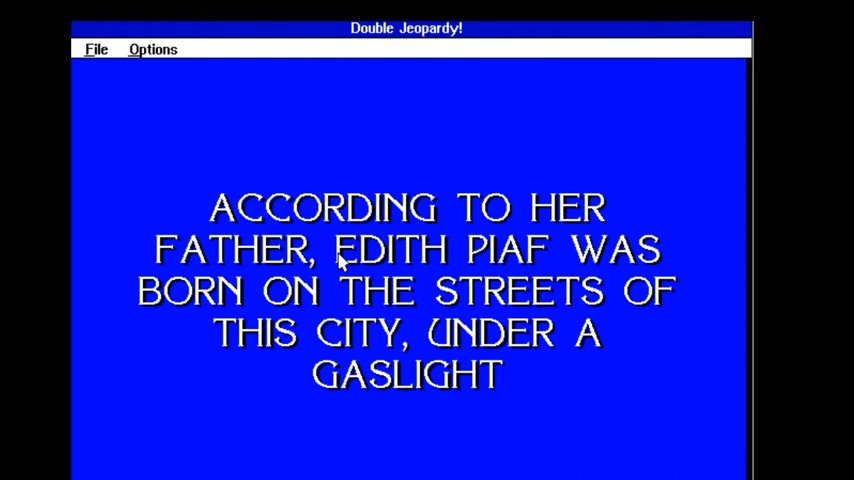 Double Jeopardy!
File Options
ACCORDING TO HER
FATHER, EDITH PIAF WAS
BORN ON THE STREETS OF
THIS CITY, UNDER A
GASLIGHT